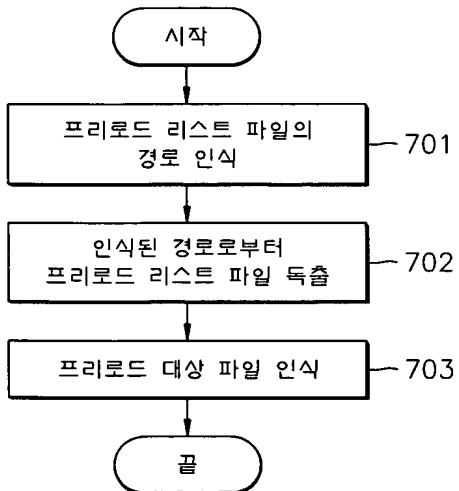 시작
프리로드 리스트 파일의
경로 인식
701
인식된 경로로부터
프리로드 리스트 파일 독출
702
프리로드 대상 파일 인식
703
끝